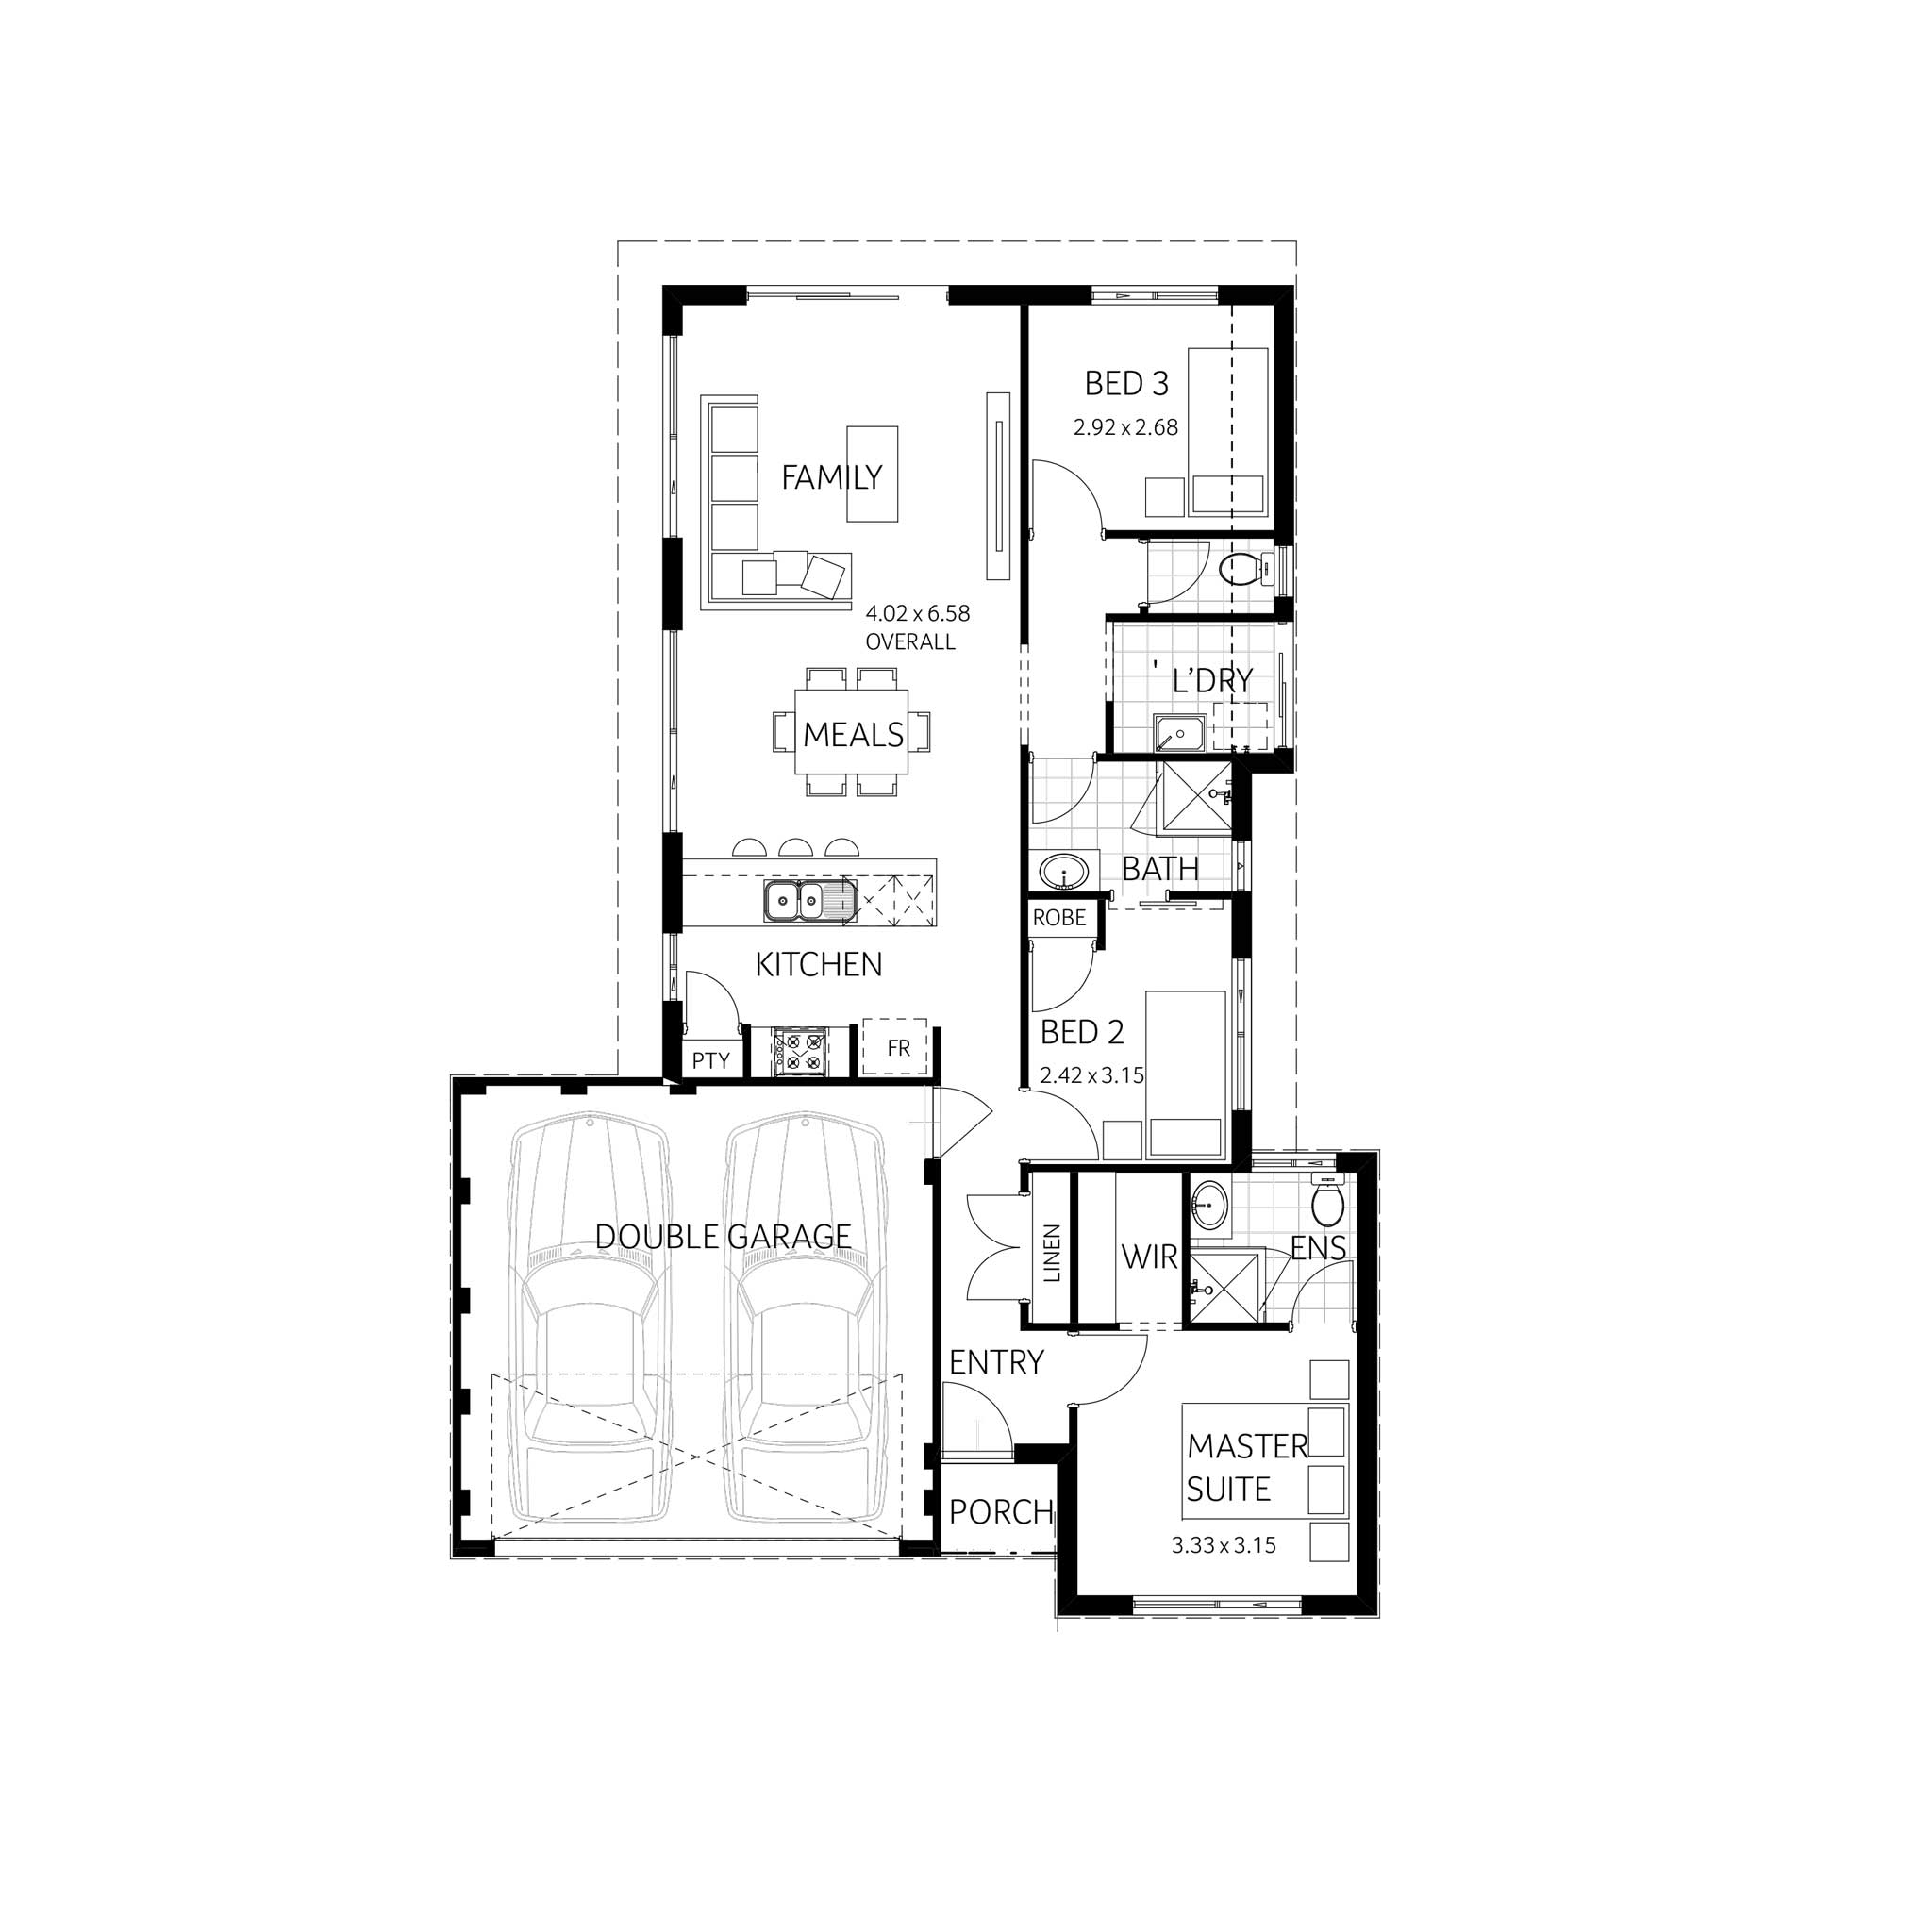 BED 3
2.92 x 2.68
FAMILY
4.02 x 6.58
OVERALL
L'DRY
MEALS
BATH
ROBE
KITCHEN
BED 2
2.42 x 3.15
PTY
FR
DOUBLE GARAGE
LINEN
WIR
ENS
ENTRY
MASTER
SUITE
PORCH
3.33 x 3.15